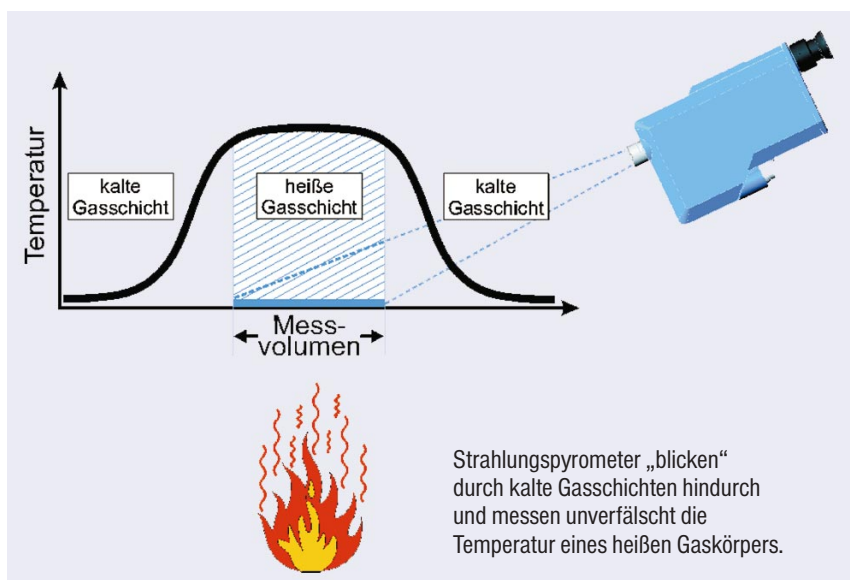 Temperatur
kalte
Gasschicht
heiße
Gasschicht
kalte
Gasschicht
Mess-
volumen
Strahlungspyrometer „blicken“
durch kalte Gasschichten hindurch
und messen unverfälscht die
Temperatur eines heißen Gaskörpers.